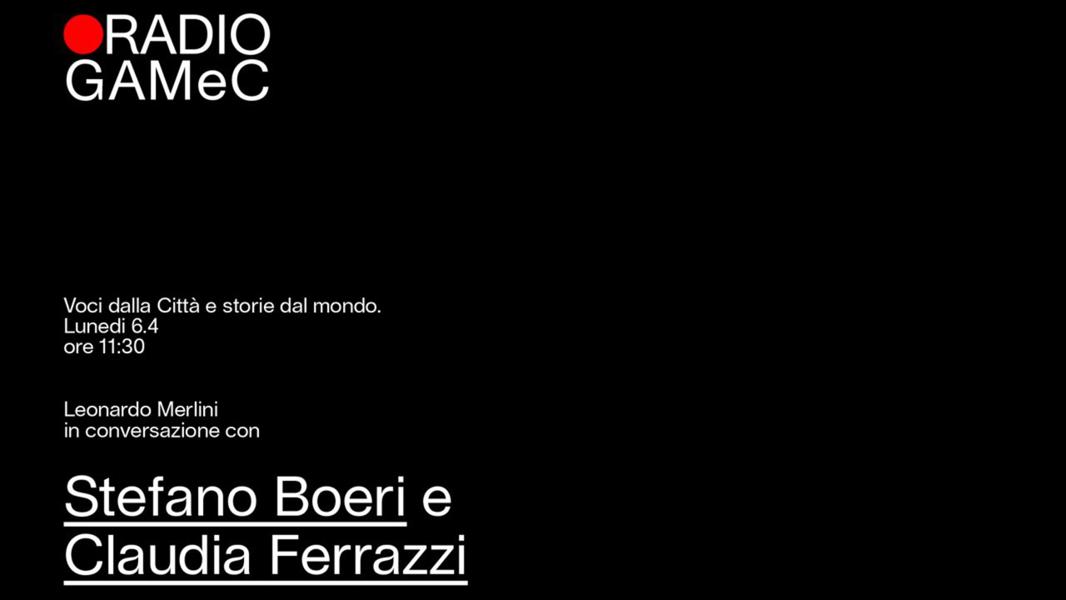 RADIO
GAMeC
Voci dalla Città e storie dal mondo.
Lunedi 6.4
ore 11:30
Leonardo Merlini
in conversazione con
Stefano Boeri e
Claudia Ferrazzi